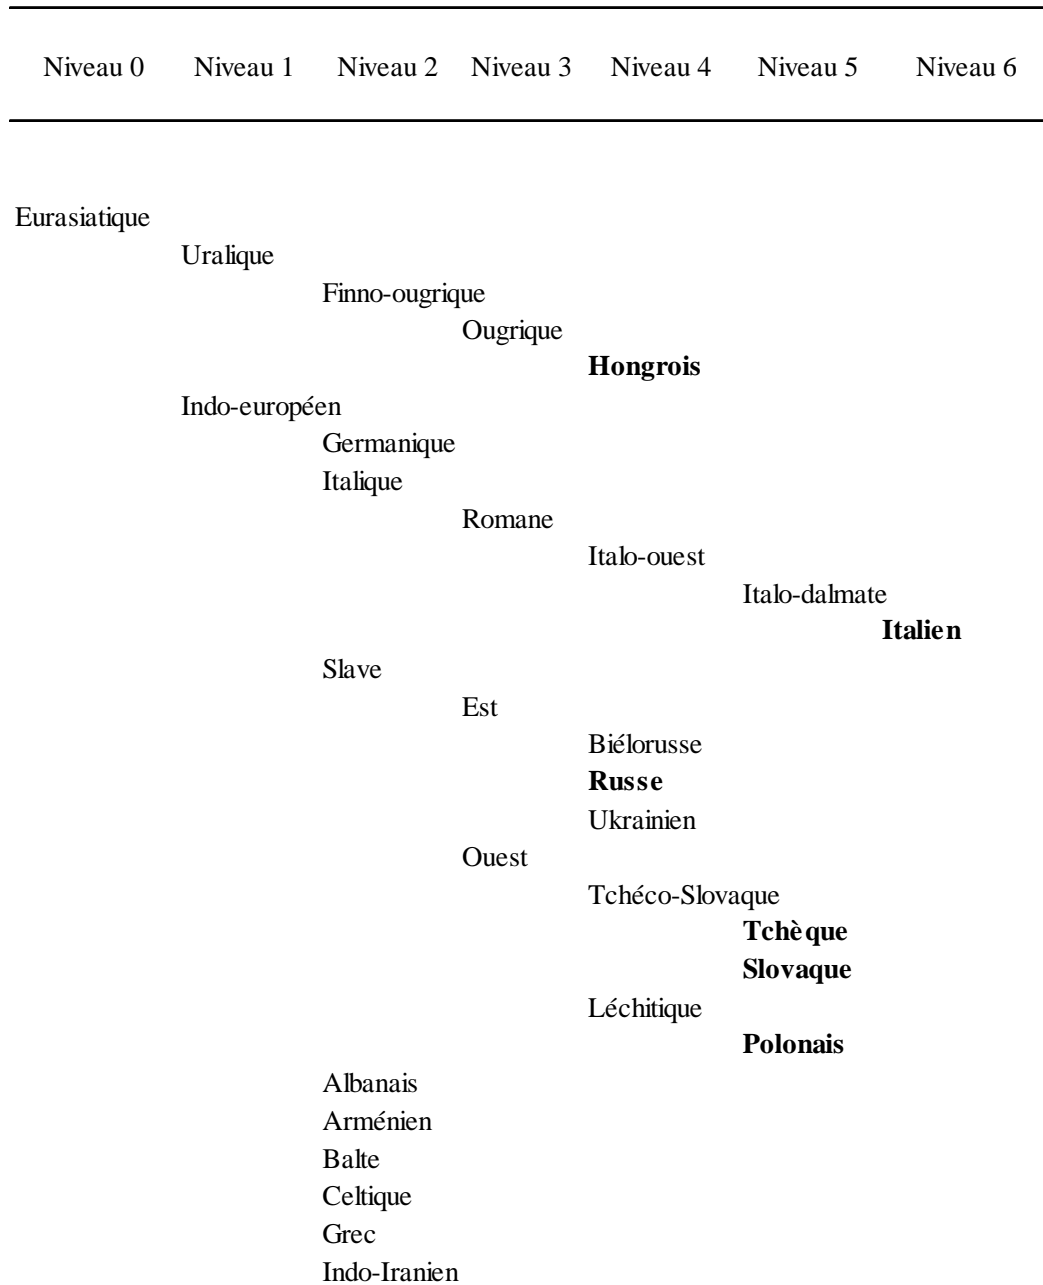 Niveau 0 Niveau 1 Niveau 2 Niveau 3 Niveau 4 Niveau 5 Niveau 6
Eurasiatique
Uralique
Finno-ougrique
Ougrique
Hongrois
Indo-européen
Germanique
Italique
Romane
Italo-ouest
Italo-dalmate
Italien
Slave
Est
Biélorusse
Russe
Ukrainien
Ouest
Tchéco-Slovaque
Tchèque
Slovaque
Léchitique
Polonais
Albanais
Arménien
Balte
Celtique
Grec
Indo-Iranien